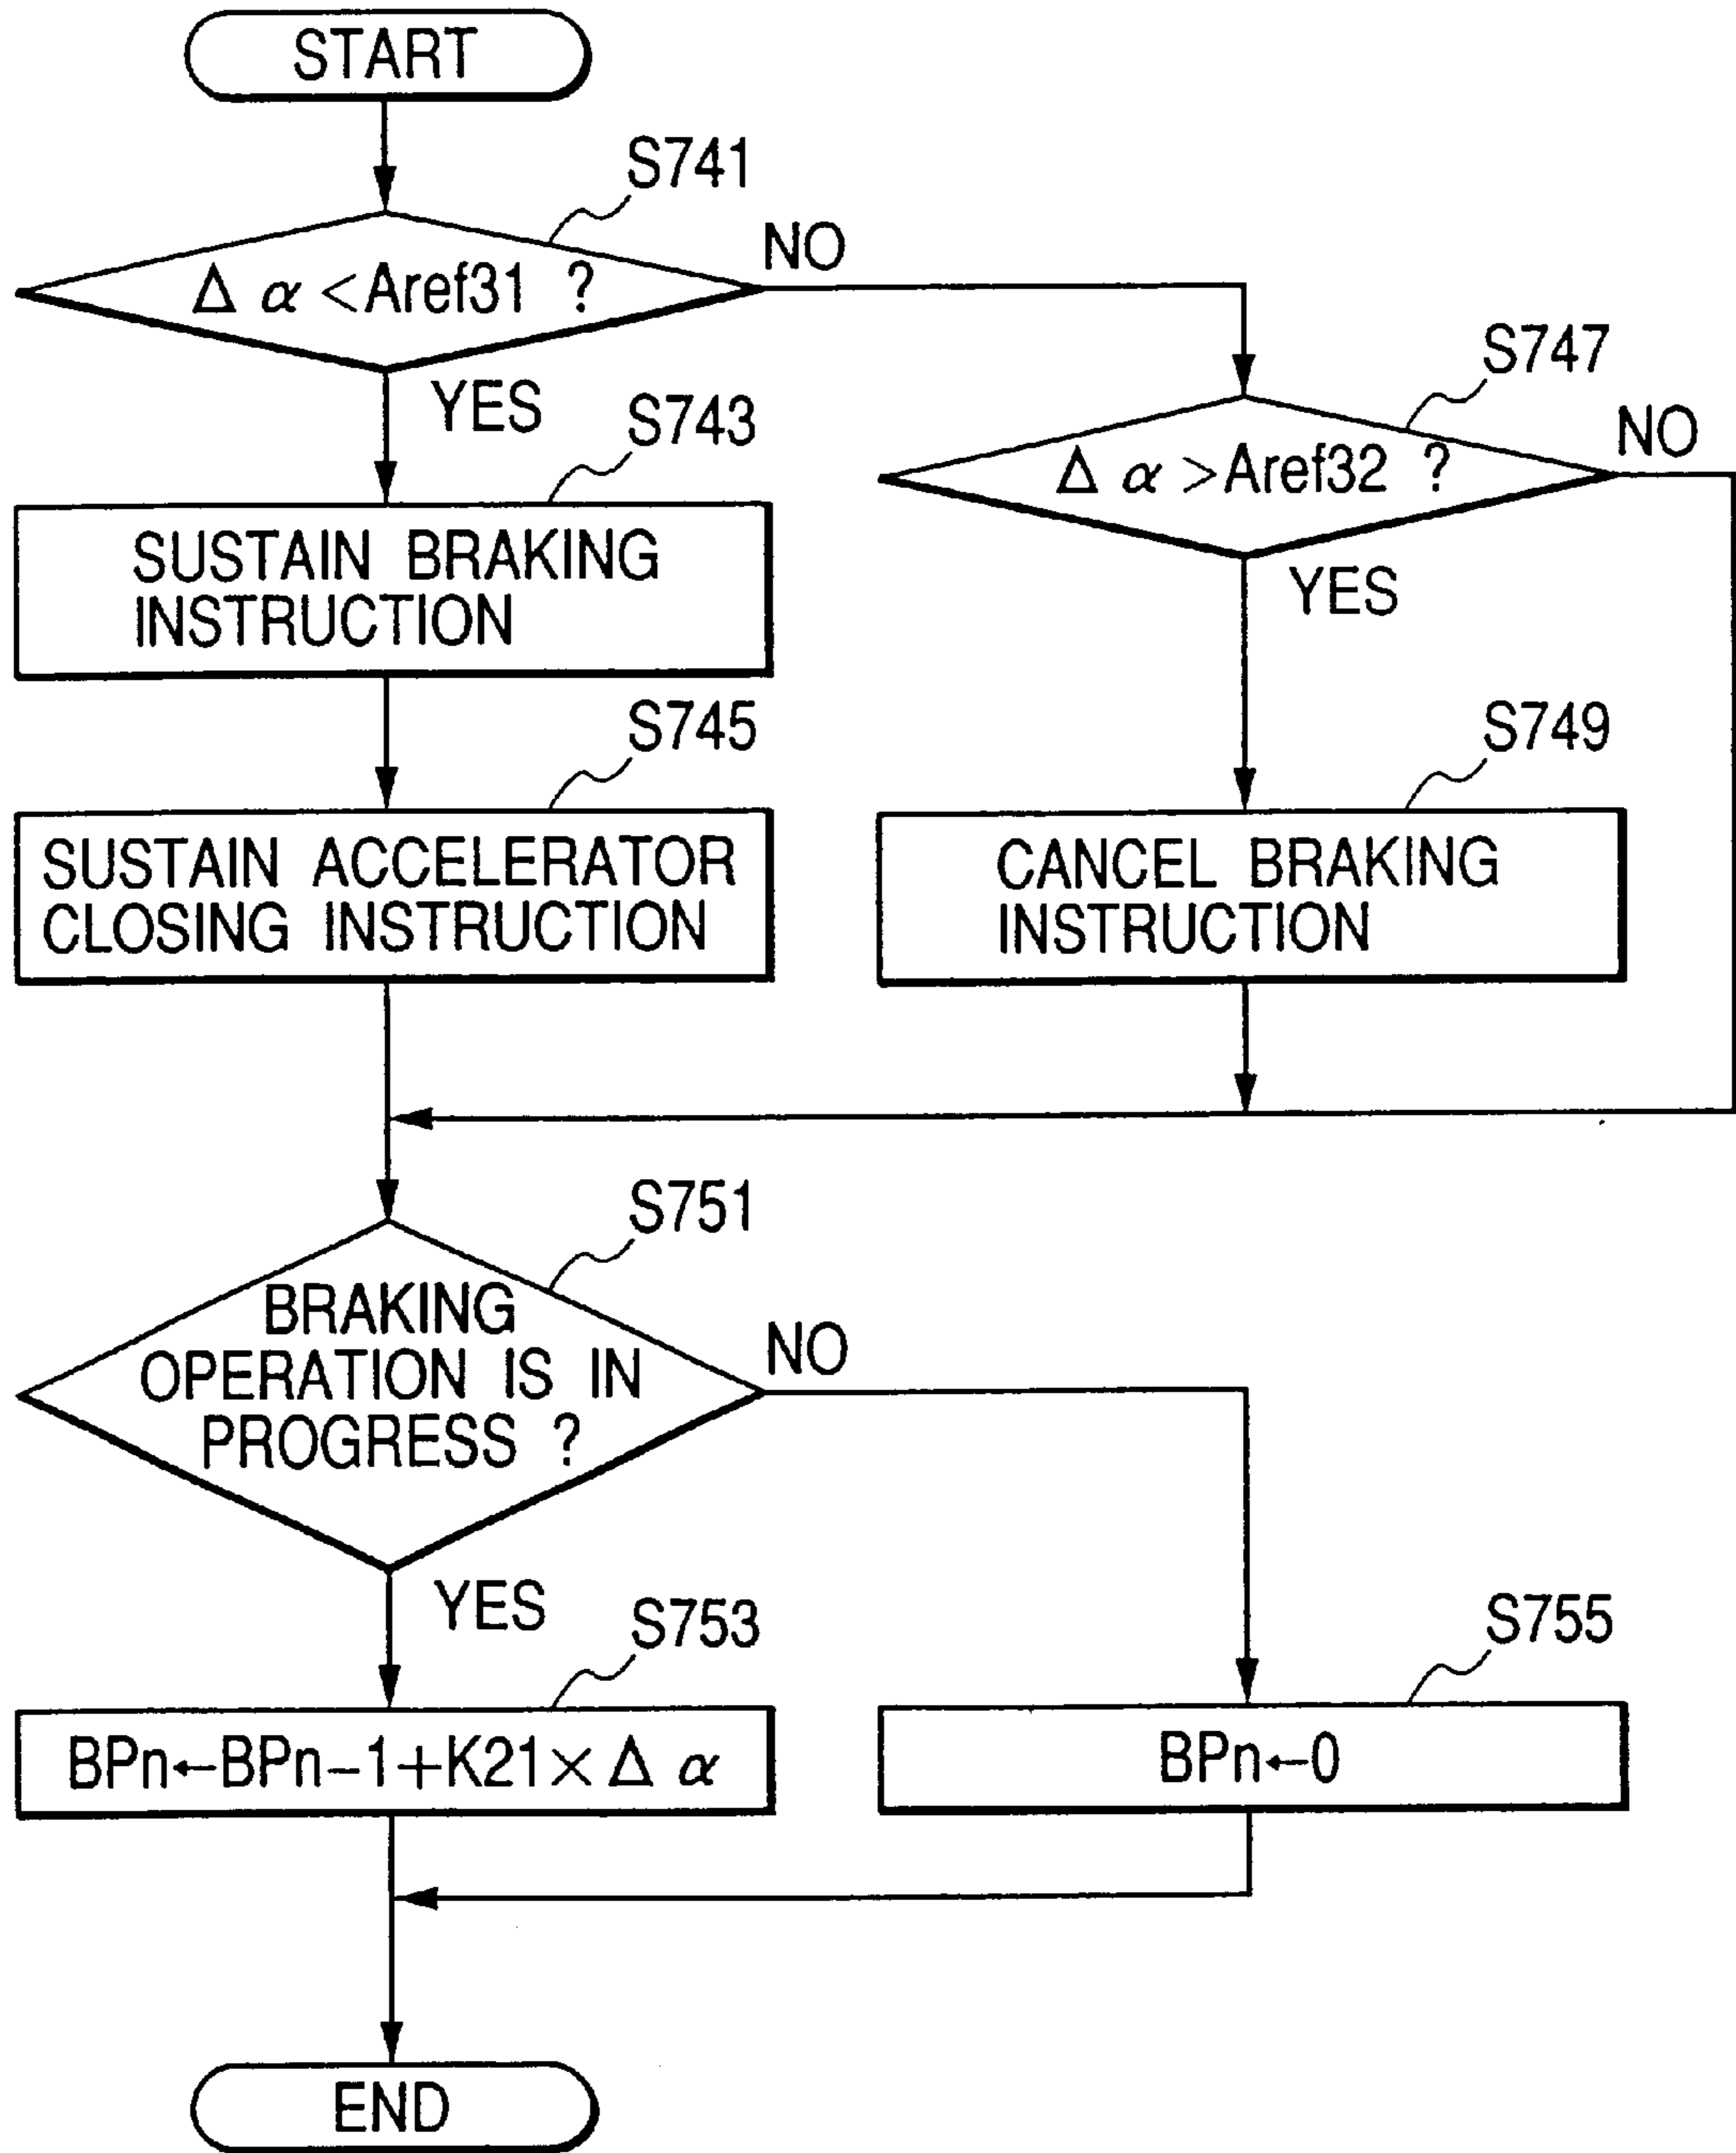 START
S741
Δ α <Aref31 ?
NO
YES
S743
SUSTAIN BRAKING
INSTRUCTION
S745
SUSTAIN ACCELERATOR
CLOSING INSTRUCTION
S747
Δ α >Aref32 ?
NO
YES
S749
CANCEL BRAKING
INSTRUCTION
S751
BRAKING
OPERATION IS IN
PROGRESS ?
NO
YES
S753
BPn←BPn-1+K21×Δ α
S755
BPn←0
END